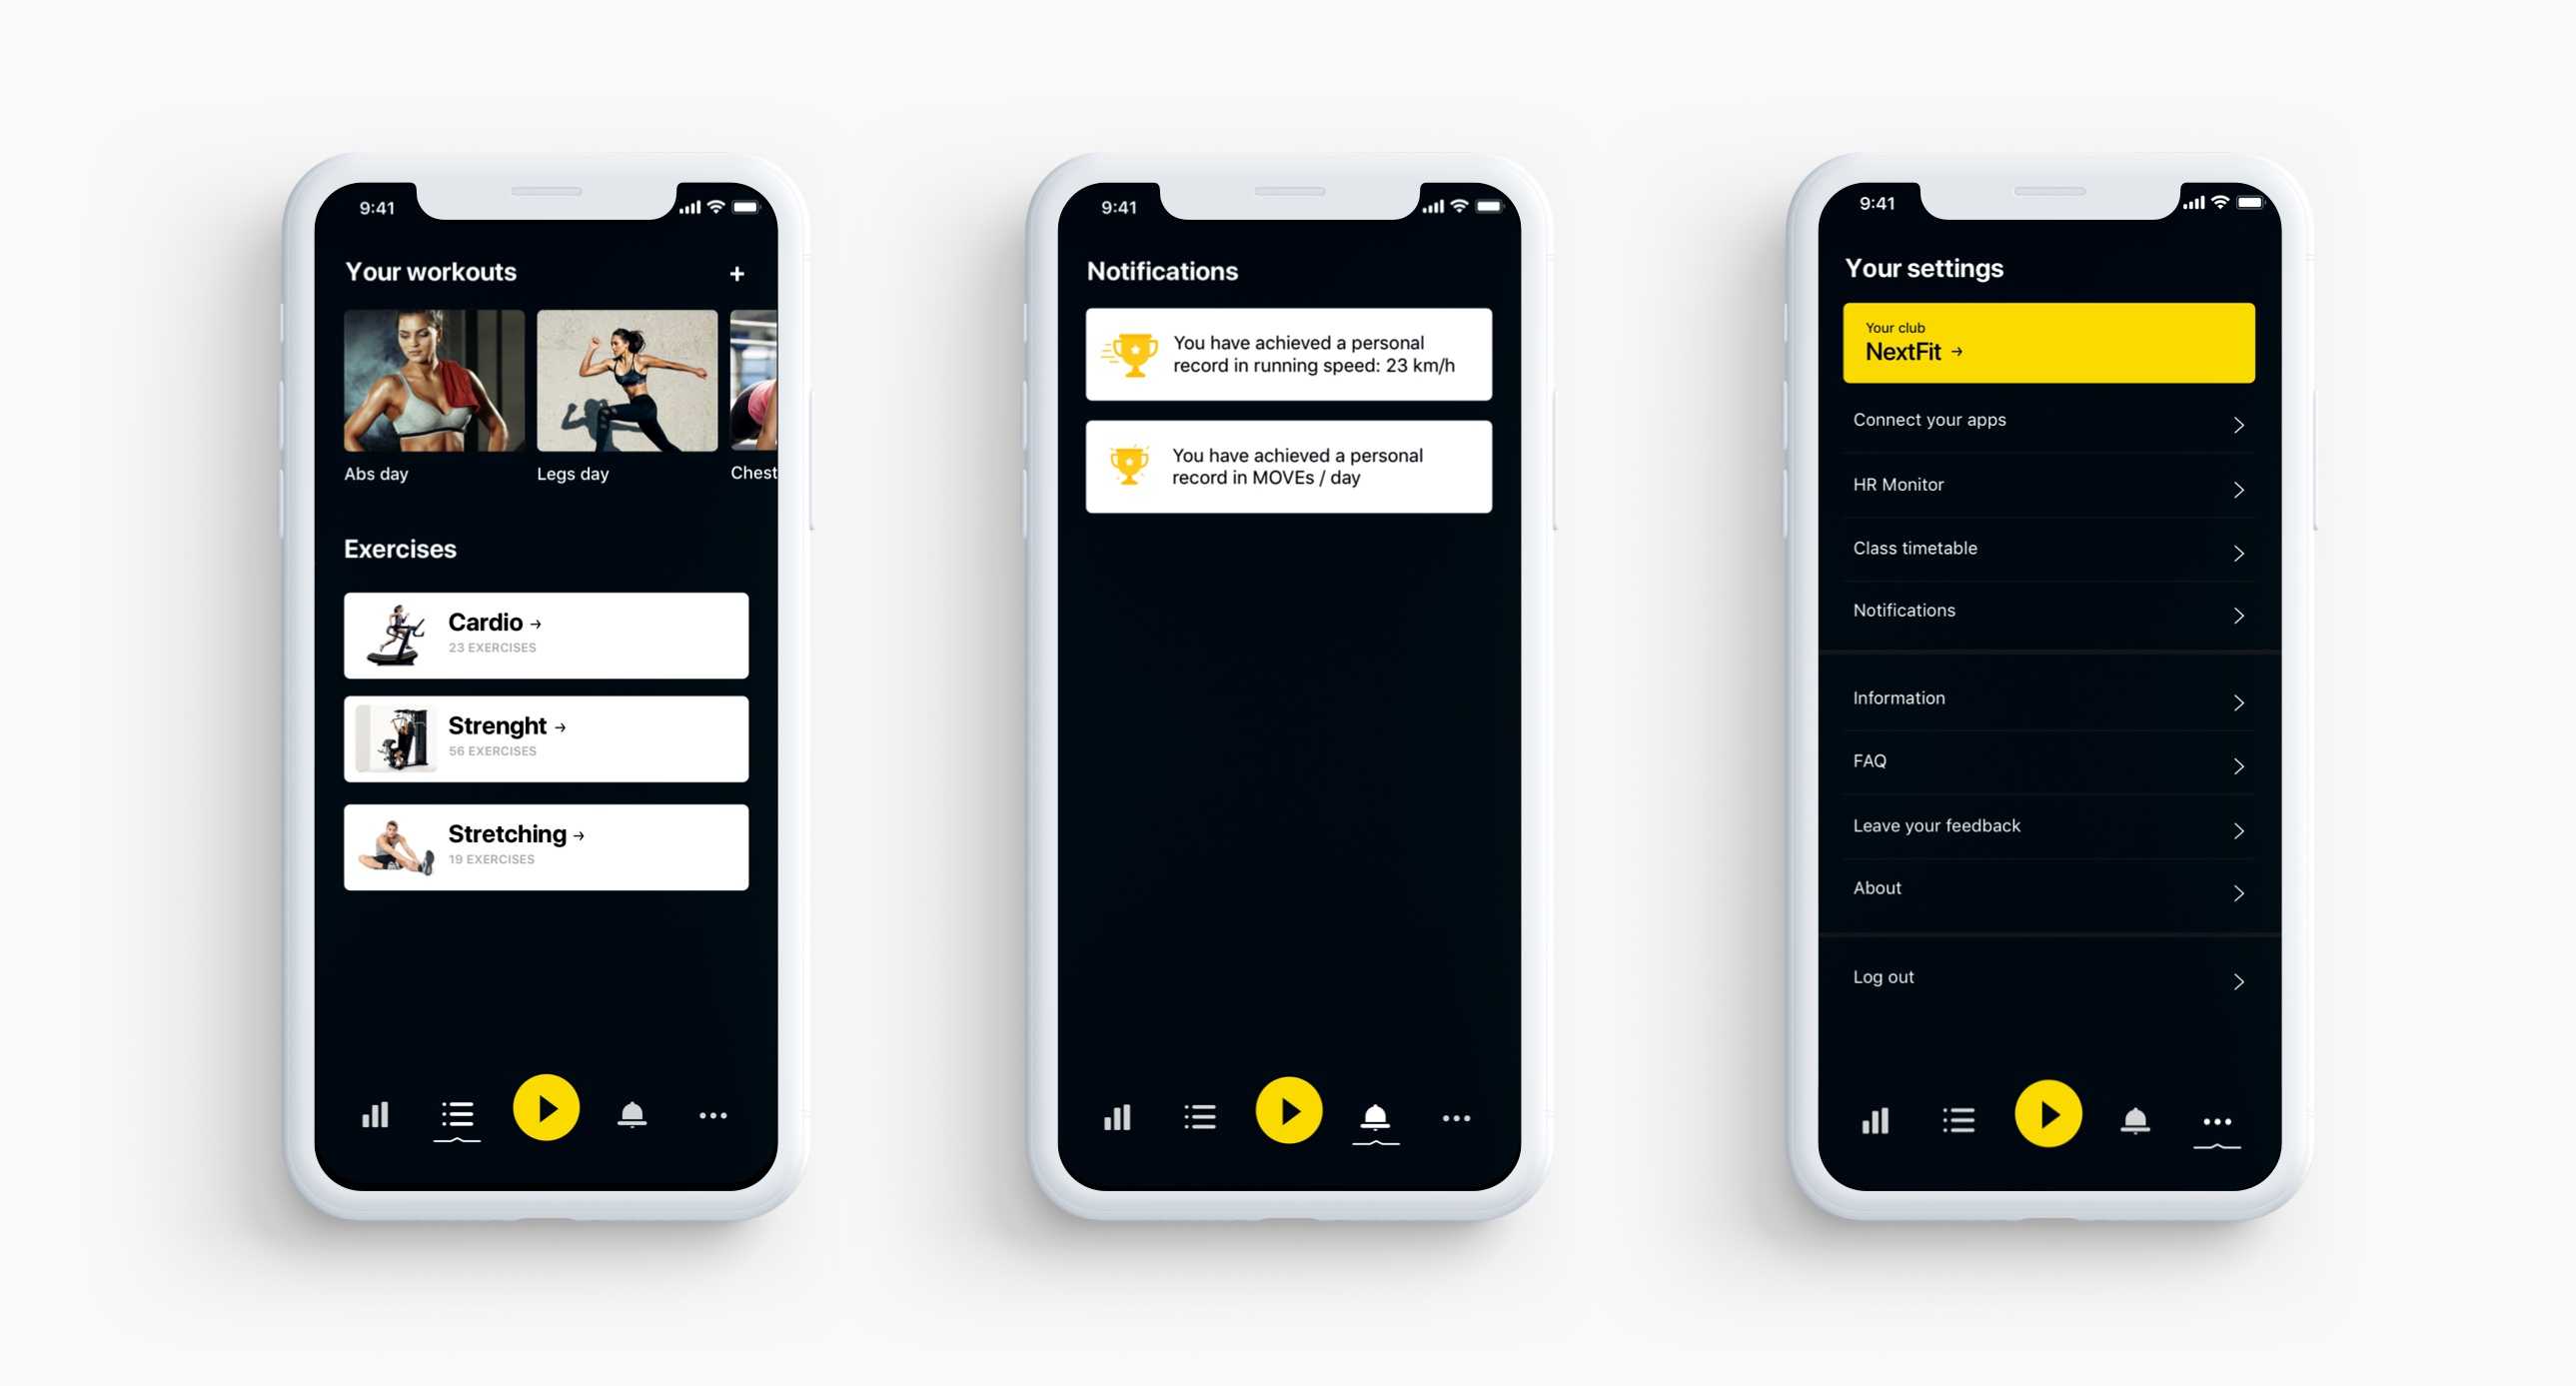 9:41
Your workouts
+
Abs day
Legs day
Chest
Exercises
Cardio →
23 EXERCISES
Strenght →
56 EXERCISES
Stretching →
19 EXERCISES
9:41
Notifications
You have achieved a personal
record in running speed: 23 km/h
You have achieved a personal
record in MOVEs / day
9:41
Your settings
Your club
NextFit →
Connect your apps
HR Monitor
Class timetable
Notifications
Information
FAQ
Leave your feedback
About
Log out